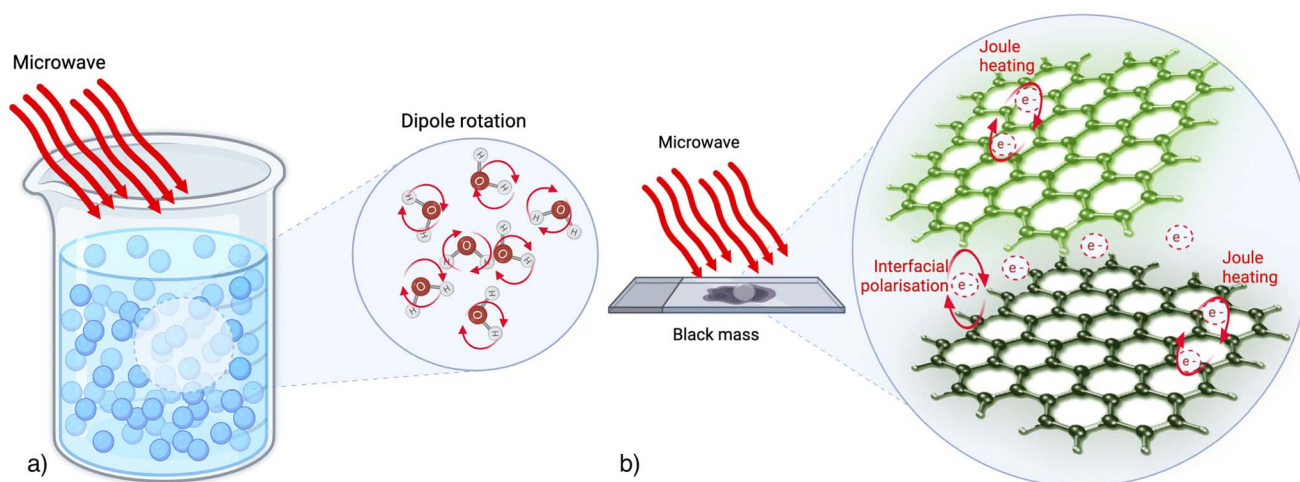 Microwave
Dipole rotation
H
H
O
H
O
H
O
H
H
O
H
H
O
H
H
O
H
H
O
H
H
a)
Microwave
Black mass
Joule
heating
e -
e -
e -
e -
e -
Interfacial
polarisation
e -
Joule
heating
e -
e -
b)